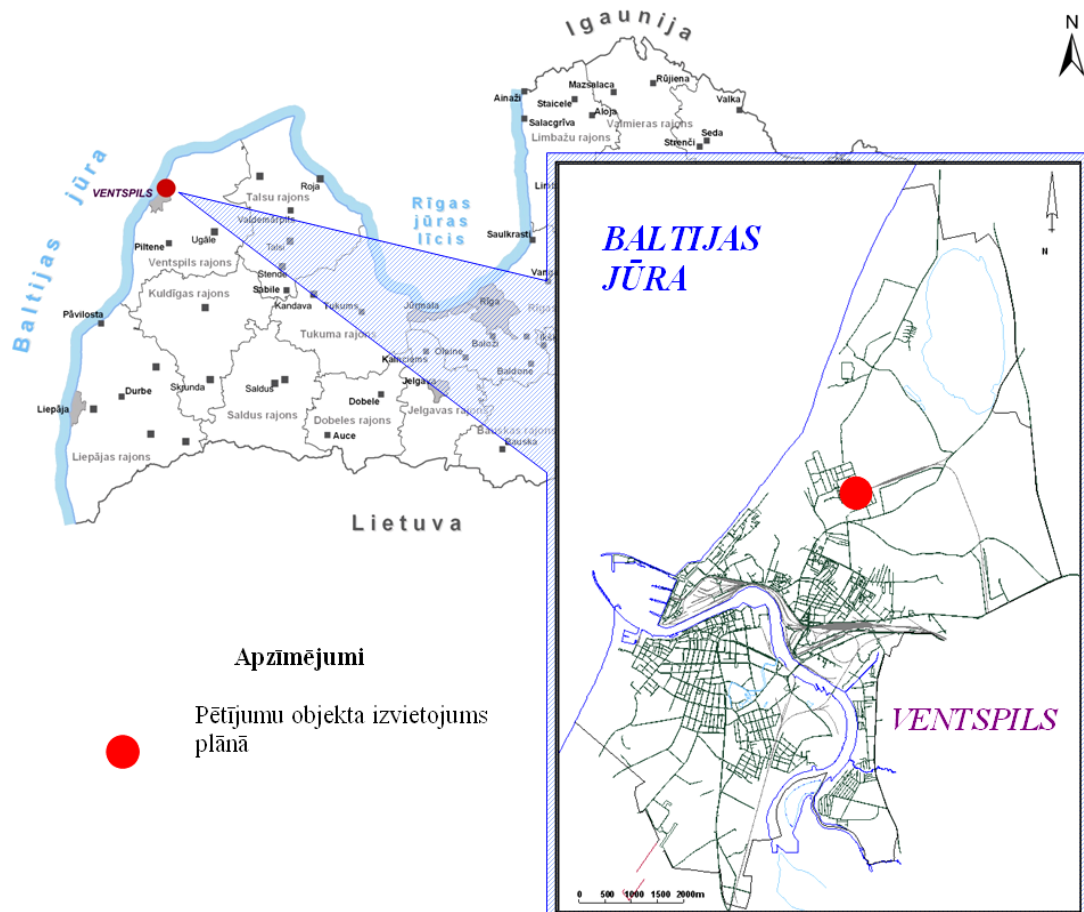 Igaunija
N
Ainaži
Staicele
Mazsalaca
Rūjiena
Aloja
Valka
Salacgrīva
Valmieras rajons
Limbažu rajons
Seda
Strenči
Baltijas jūra
VENTSPILS
Roja
Talsu rajons
Valdemārpils
Rīgas
jūras
līcis
Saulkrasti
Piltene
Ugāle
Talsi
Ventspils rajons
Stende
Kuldīgas rajons
Sabile
Kandava
Tukums
Jūrmala
Rīga
Pāvilosta
Tukuma rajons
Baloži
Kalnciems
Olaine
Baldone
Durbe
Skrunda
Saldus
Dobele
Jelgava
Liepāja
Saldus rajons
Dobeles rajons
Jelgavas rajons
Auce
Bauskas rajons
Bauska
Liepājas rajons
Lietuva
BALTIJAS
JŪRA
N
VENTSPILS
0 500 1000 1500 2000m
Apzīmējumi
Pētījumu objekta izvietojums
plānā